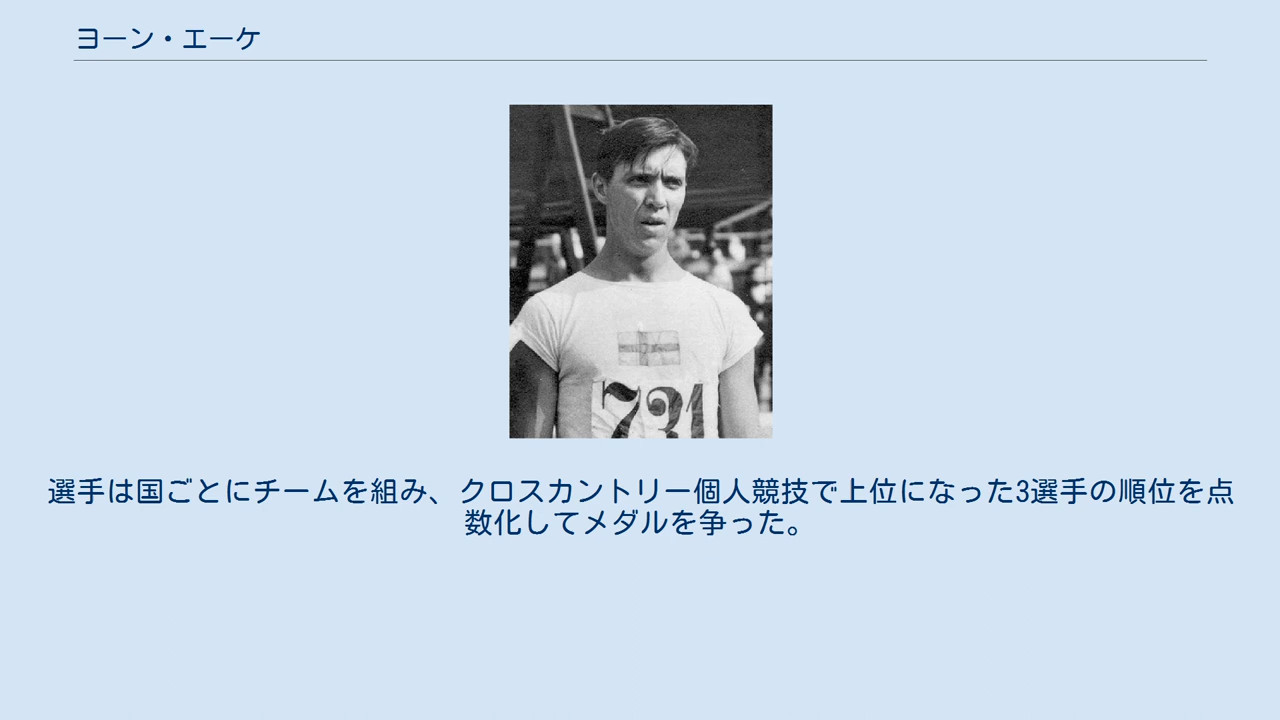 ヨーン・エーケ
731
選手は国ごとにチームを組み、クロスカントリー個人競技で上位になった3選手の順位を点
数化してメダルを争った。